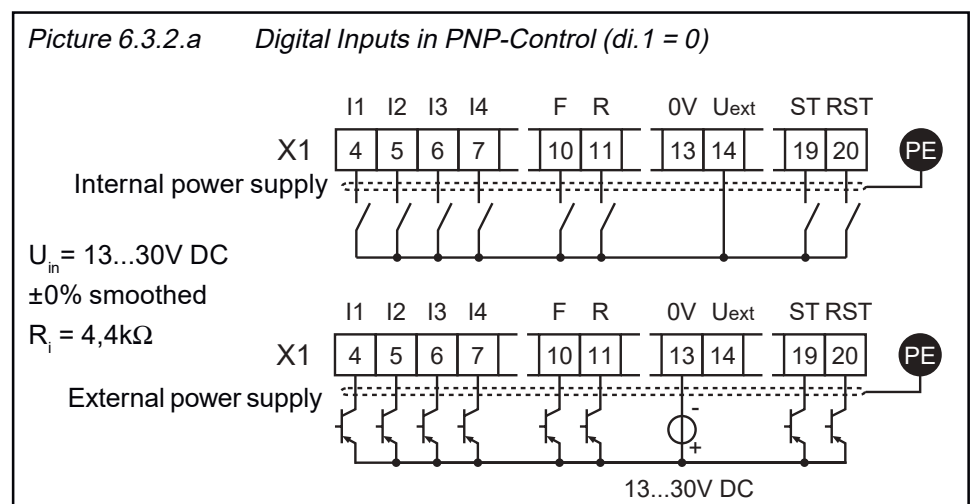 Picture 6.3.2.a Digital Inputs in PNP-Control (di.1 = 0)
I1 I2 I3 I4 F R 0V Uext ST RST
X1 4 5 6 7 10 11 13 14 19 20 PE
Internal power supply
Uin= 13...30V DC
±0% smoothed
Ri = 4,4kΩ
I1 I2 I3 I4 F R 0V Uext ST RST
X1 4 5 6 7 10 11 13 14 19 20 PE
External power supply
-
+
13...30V DC